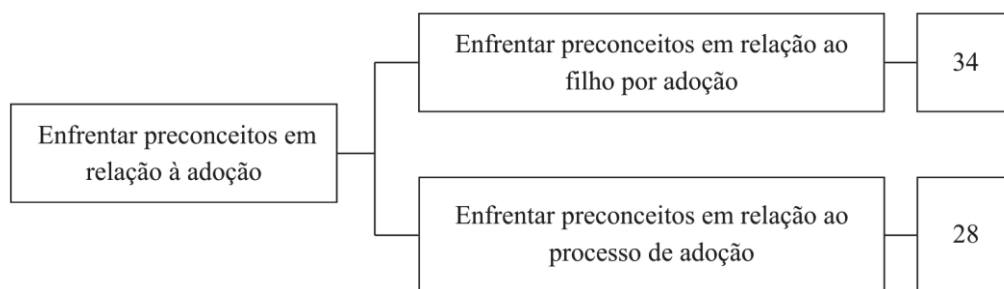 Enfrentar preconceitos em
relação à adoção
Enfrentar preconceitos em relação ao
filho por adoção
34
Enfrentar preconceitos em relação ao
processo de adoção
28